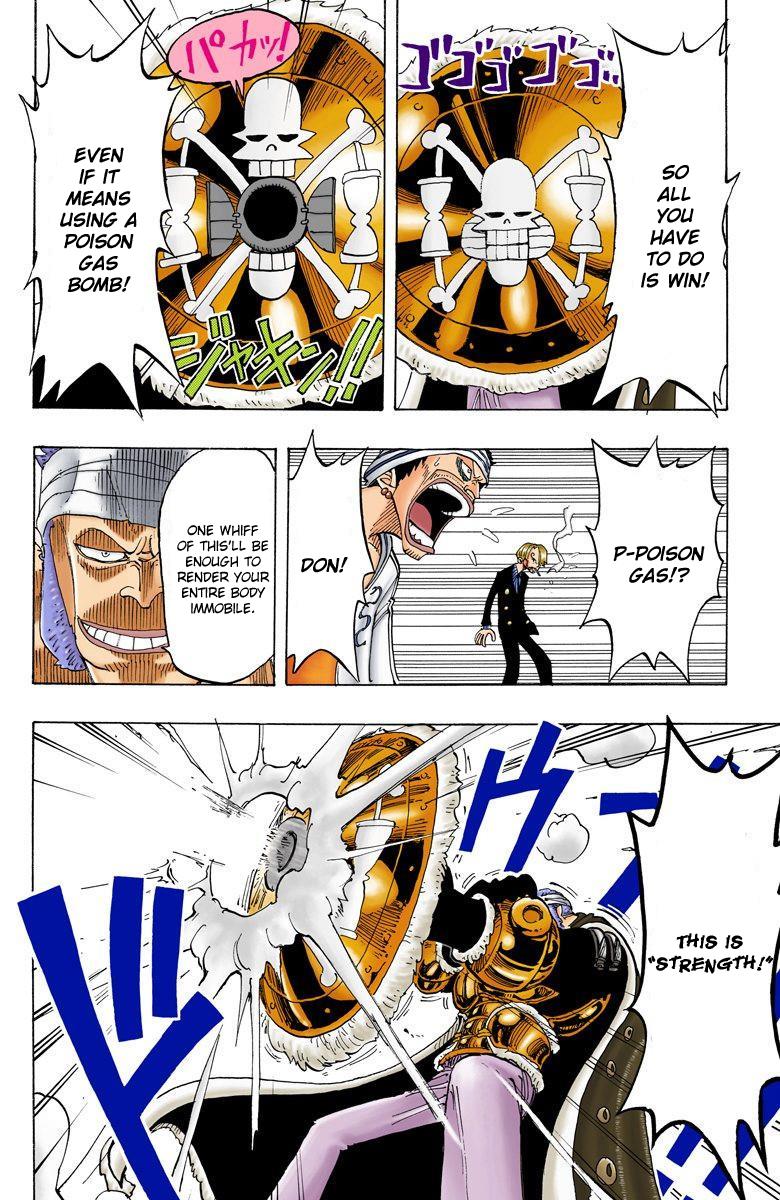 ゴゴゴゴ
SO
ALL
YOU
HAVE
TO DO
IS WIN!
パカッ!
EVEN
IF IT
MEANS
USING A
POISON
GAS
BOMB!
ジャキン!!
P-POISON
GAS!?
DON!
ONE WHIFF
OF THIS'LL BE
ENOUGH TO
RENDER YOUR
ENTIRE BODY
IMMOBILE.
THIS IS
"STRENGTH!"
ドゥン